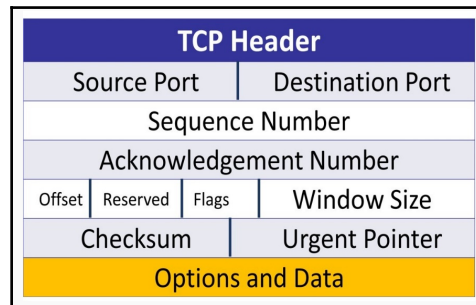 TCP Header
Source Port Destination Port
Sequence Number
Acknowledgement Number
Offset Reserved Flags Window Size
Checksum Urgent Pointer
Options and Data